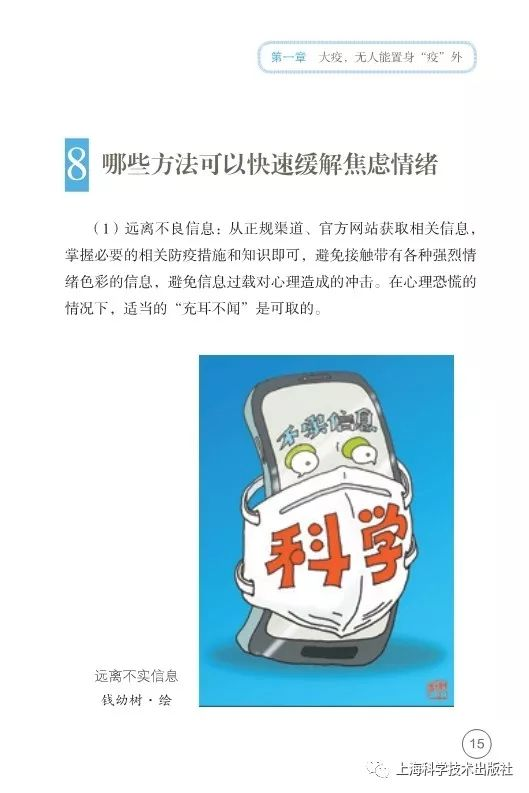 第一章 大疫，无人能置身“疫”外
8 哪些方法可以快速缓解焦虑情绪
（1）远离不良信息：从正规渠道、官方网站获取相关信息，
掌握必要的相关防疫措施和知识即可，避免接触带有各种强烈情
绪色彩的信息，避免信息过载对心理造成的冲击。在心理恐慌的
情况下，适当的“充耳不闻”是可取的。
不实信息
科学
远离不实信息
钱幼树·绘
15
上海科学技术出版社